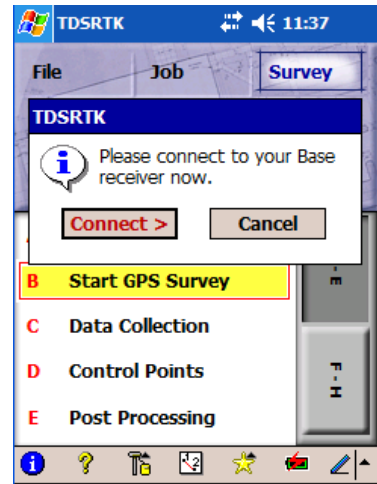 TDSRTK 11:37
File Job Survey
TDSRTK
Please connect to your Base
receiver now.
Connect > Cancel
B Start GPS Survey
C Data Collection
D Control Points
E Post Processing
F - H